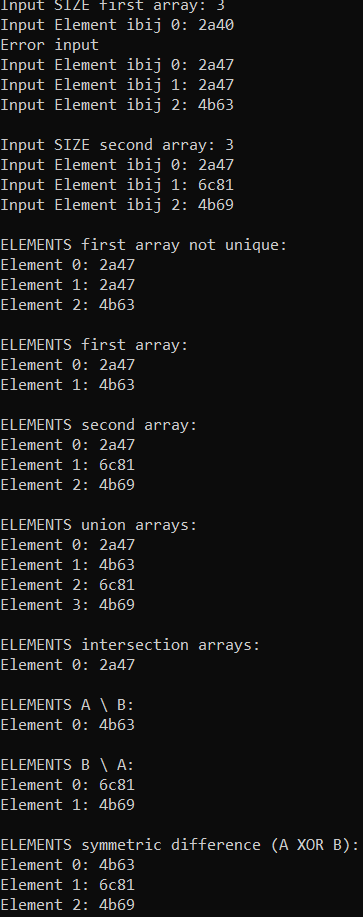 Input SIZE first array: 3
Input Element ibij 0: 2a40
Error input
Input Element ibij 0: 2a47
Input Element ibij 1: 2a47
Input Element ibij 2: 4b63
Input SIZE second array: 3
Input Element ibij 0: 2a47
Input Element ibij 1: 6c81
Input Element ibij 2: 4b69
ELEMENTS first array not unique:
Element 0: 2a47
Element 1: 2a47
Element 2: 4b63
ELEMENTS first array:
Element 0: 2a47
Element 1: 4b63
ELEMENTS second array:
Element 0: 2a47
Element 1: 6c81
Element 2: 4b69
ELEMENTS union arrays:
Element 0: 2a47
Element 1: 4b63
Element 2: 6c81
Element 3: 4b69
ELEMENTS intersection arrays:
Element 0: 2a47
ELEMENTS A \ B:
Element 0: 4b63
ELEMENTS B \ A:
Element 0: 6c81
Element 1: 4b69
ELEMENTS symmetric difference (A XOR B):
Element 0: 4b63
Element 1: 6c81
Element 2: 4b69